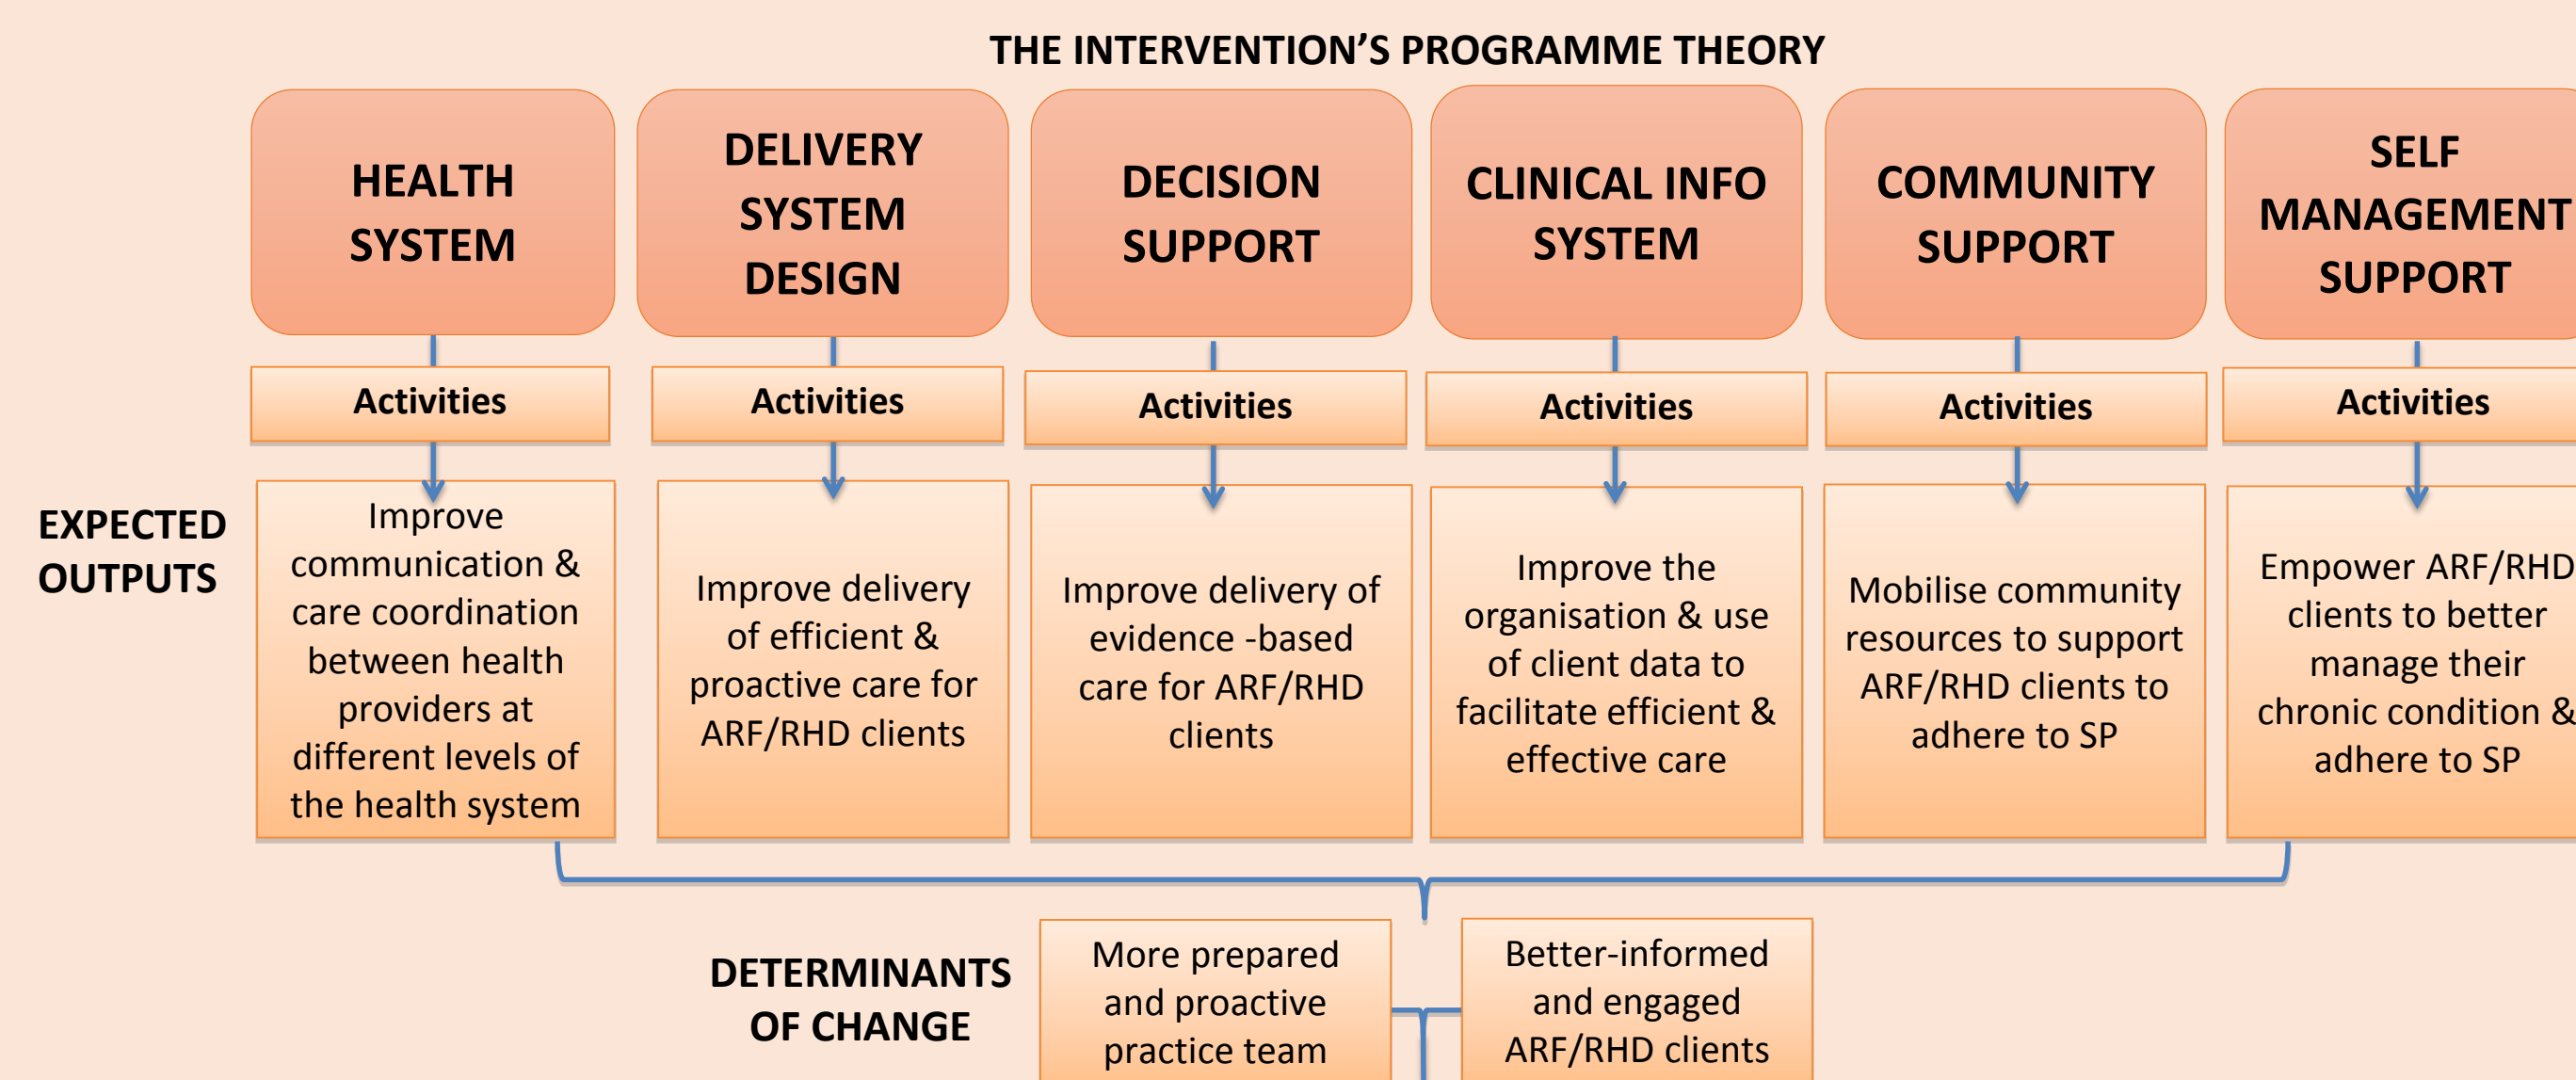 THE INTERVENTION’S PROGRAMME THEORY
HEALTH
SYSTEM
DELIVERY
SYSTEM
DESIGN
DECISION
SUPPORT
CLINICAL INFO
SYSTEM
COMMUNITY
SUPPORT
SELF
MANAGEMENT
SUPPORT
Activities
Activities
Activities
Activities
Activities
Activities
EXPECTED
OUTPUTS
Improve
communication &
care coordination
between health
providers at
different levels of
the health system
Improve delivery
of efficient &
proactive care for
ARF/RHD clients
Improve delivery of
evidence -based
care for ARF/RHD
clients
Improve the
organisation & use
of client data to
facilitate efficient &
effective care
Mobilise community
resources to support
ARF/RHD clients to
adhere to SP
Empower ARF/RHD
clients to better
manage their
chronic condition &
adhere to SP
DETERMINANTS
OF CHANGE
More prepared
and proactive
practice team
Better-informed
and engaged
ARF/RHD clients